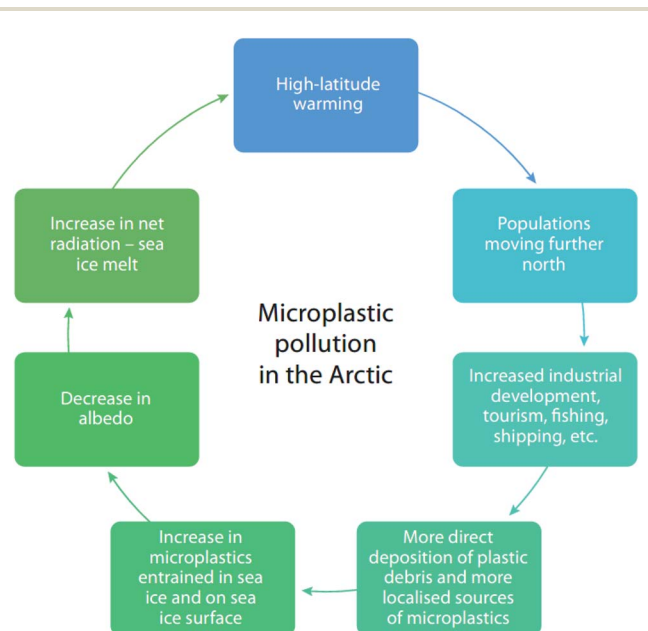 High-latitude
warming
Populations
moving further
north
Increased industrial
development,
tourism, fishing,
shipping, etc.
More direct
deposition of plastic
debris and more
localised sources
of microplastics
Increase in
microplastics
entrained in sea
ice and on sea
ice surface
Decrease in
albedo
Increase in net
radiation – sea
ice melt
Microplastic
pollution
in the Arctic